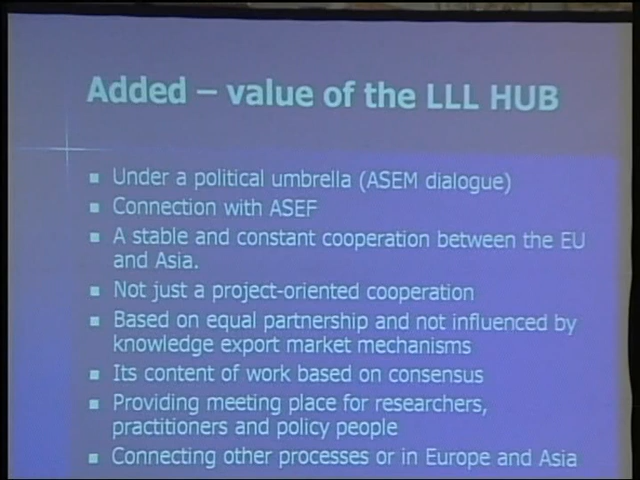 Added – value of the LLL HUB
■ Under a political umbrella (ASEM dialogue)
■ Connection with ASEF
■ A stable and constant cooperation between the EU
and Asia.
■ Not just a project-oriented cooperation
■ Based on equal partnership and not influenced by
knowledge export market mechanisms
■ Its content of work based on consensus
■ Providing meeting place for researchers,
practitioners and policy people
■ Connecting other processes or in Europe and Asia